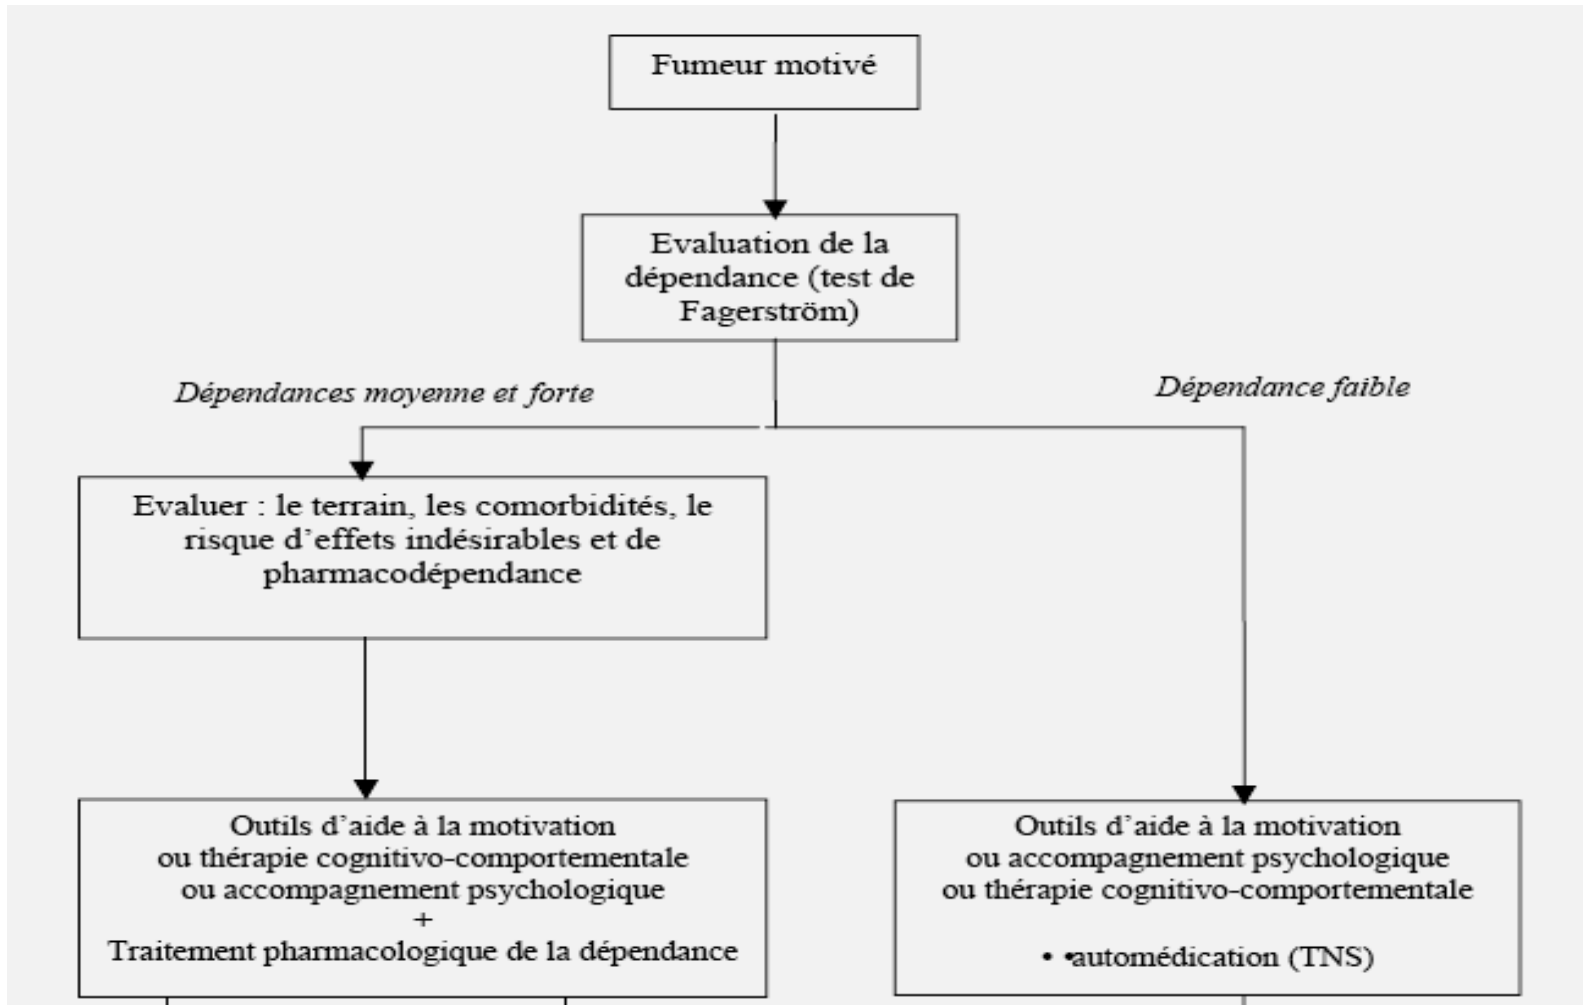 Fumeur motivé
Evaluation de la
dépendance (test de
Fagerström)
Dépendances moyenne et forte
Dépendance faible
Evaluer : le terrain, les comorbidités, le
risque d’effets indésirables et de
pharmacodépendance
Outils d’aide à la motivation
ou thérapie cognitivo-comportementale
ou accompagnement psychologique
+
Traitement pharmacologique de la dépendance
Outils d’aide à la motivation
ou accompagnement psychologique
ou thérapie cognitivo-comportementale
• •automédication (TNS)